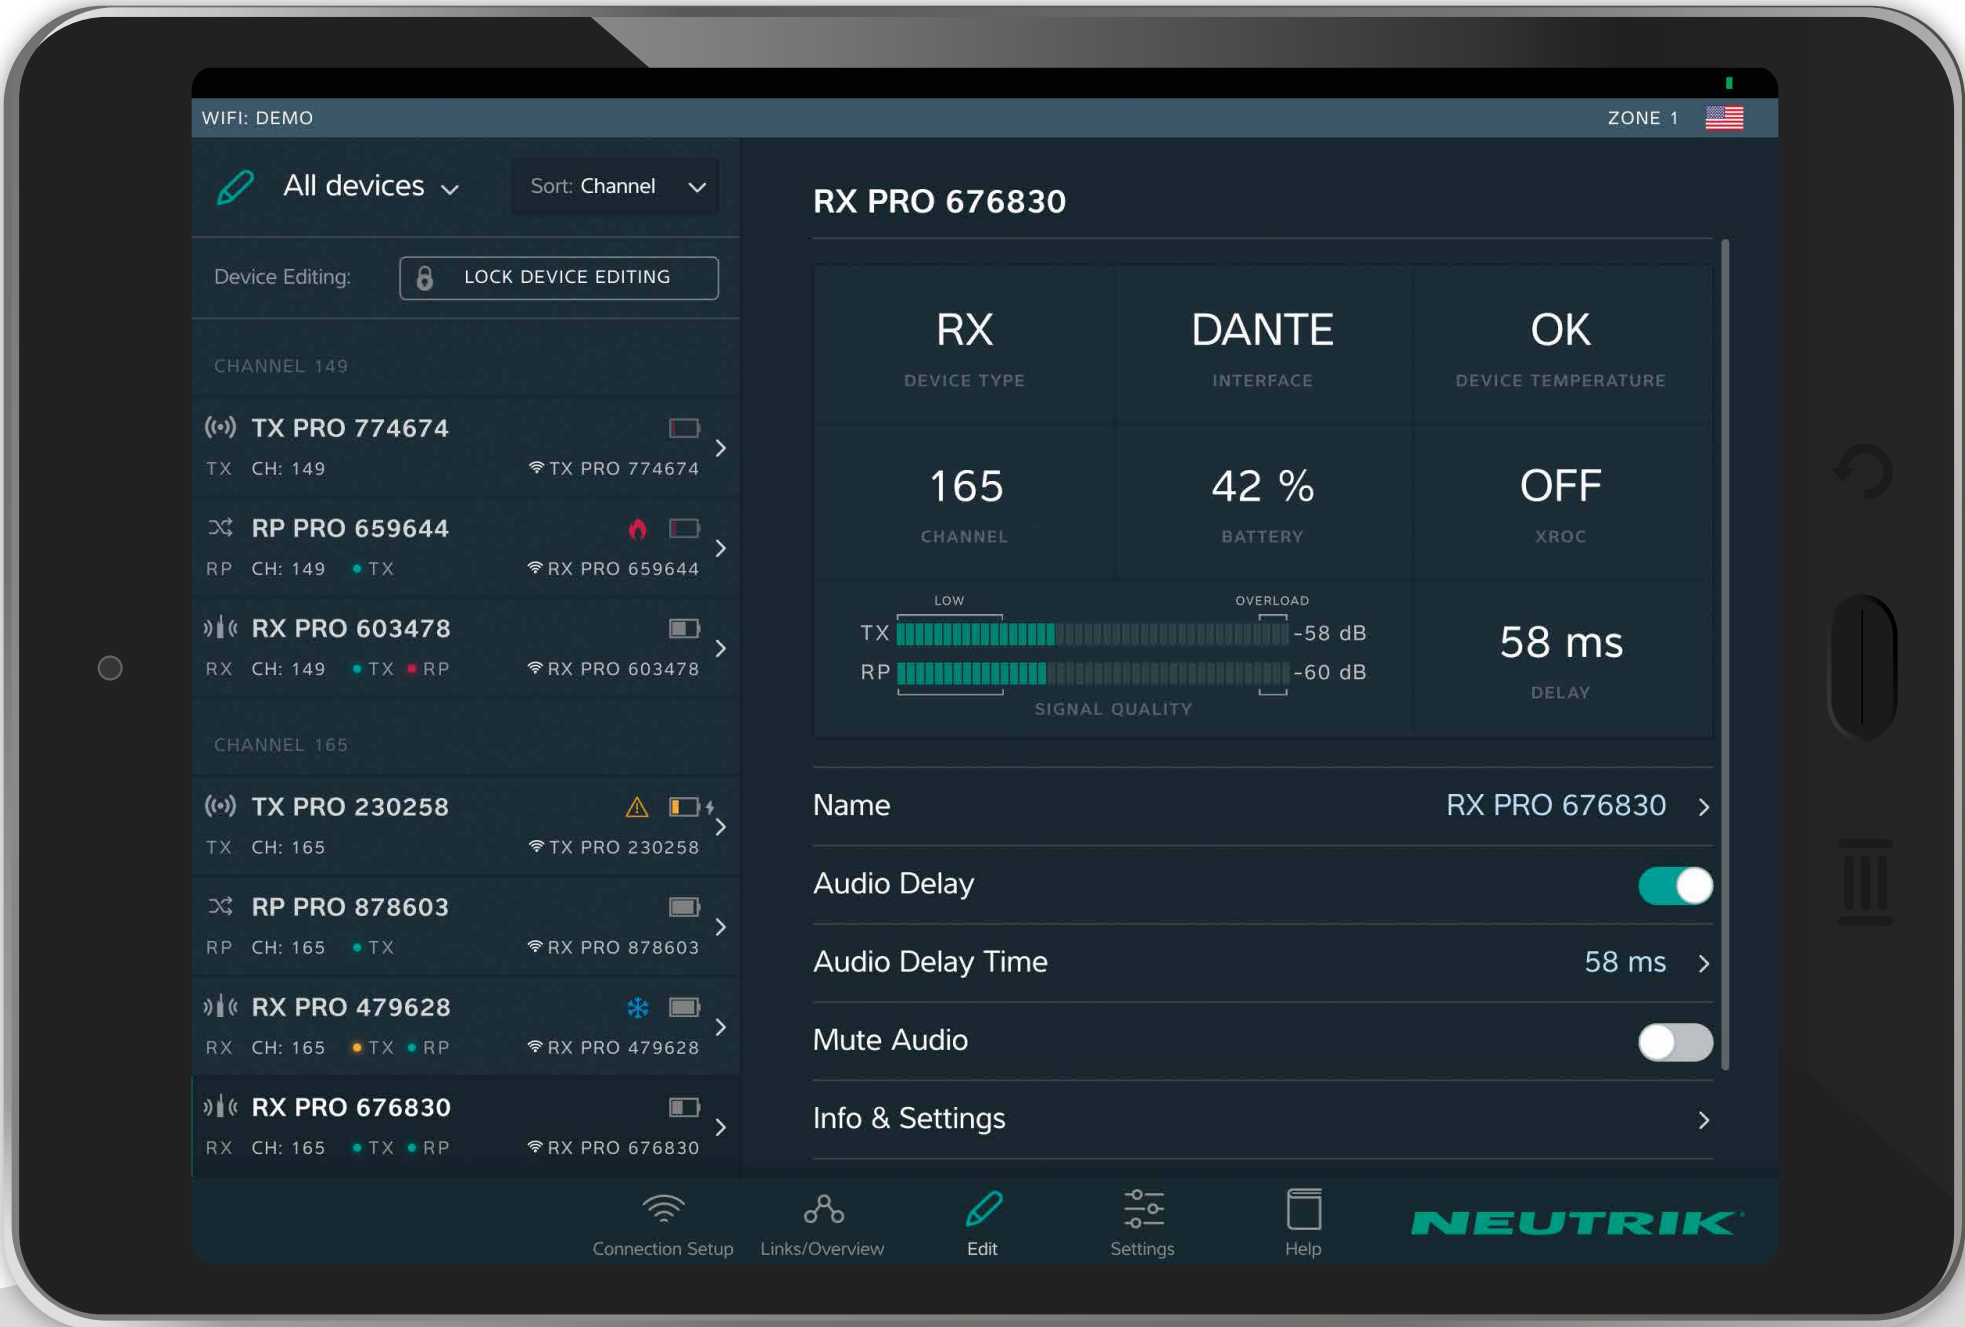 WIFI: DEMO
ZONE 1
All devices
Sort: Channel
Device Editing:
LOCK DEVICE EDITING
CHANNEL 149
TX PRO 774674
TX CH: 149
TX PRO 774674
RP PRO 659644
RP CH: 149 TX
RX PRO 659644
RX PRO 603478
RX CH: 149 TX RP
RX PRO 603478
CHANNEL 165
TX PRO 230258
TX CH: 165
TX PRO 230258
RP PRO 878603
RP CH: 165 TX
RX PRO 878603
RX PRO 479628
RX CH: 165 TX RP
RX PRO 479628
RX PRO 676830
RX CH: 165 TX RP
RX PRO 676830
RX PRO 676830
RX
DEVICE TYPE
DANTE
INTERFACE
OK
DEVICE TEMPERATURE
165
CHANNEL
42 %
BATTERY
OFF
XROC
LOW
OVERLOAD
TX -58 dB
RP -60 dB
SIGNAL QUALITY
58 ms
DELAY
Name RX PRO 676830
Audio Delay
Audio Delay Time 58 ms
Mute Audio
Info & Settings
Connection Setup
Links/Overview
Edit
Settings
Help
NEUTRIK